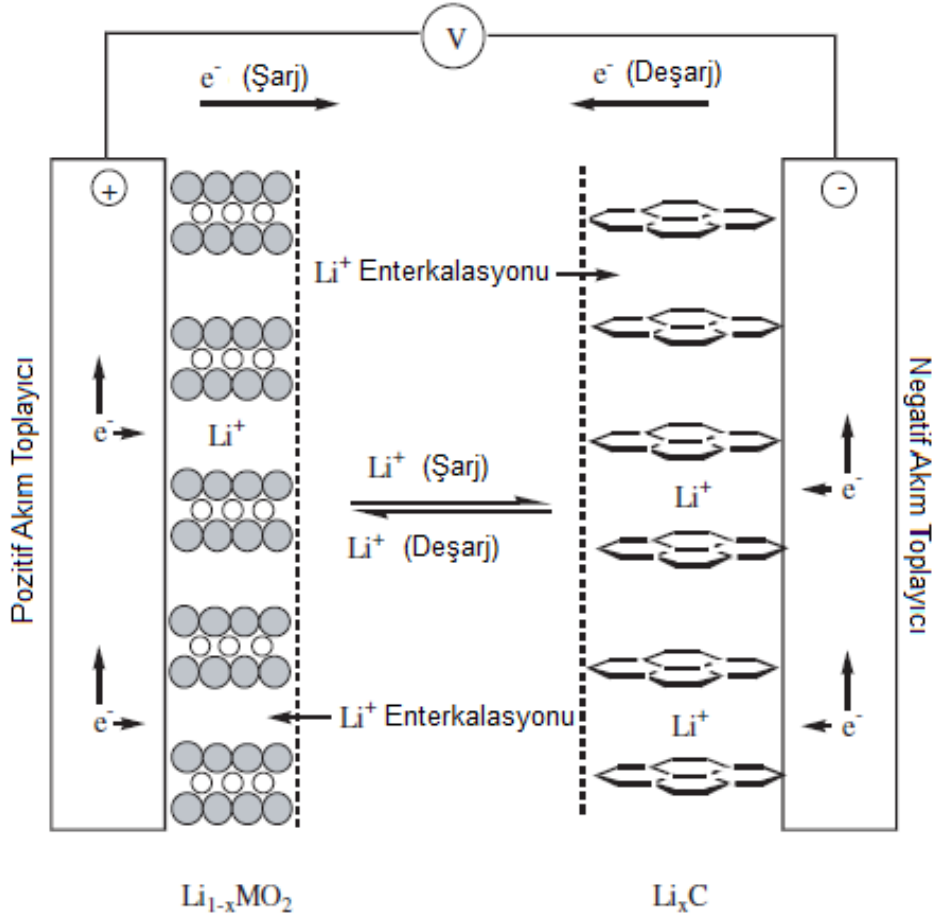 V
e⁻ (Şarj)
e⁻ (Deşarj)
+
-
Li⁺ Enterkalasyonu
Pozitif Akım Toplayıcı
Negatif Akım Toplayıcı
e⁻
Li⁺
Li⁺ (Şarj)
Li⁺ (Deşarj)
Li⁺
e⁻
e⁻
Li⁺ Enterkalasyonu
Li⁺
e⁻
Li₁₋ₓMO₂
LiₓC